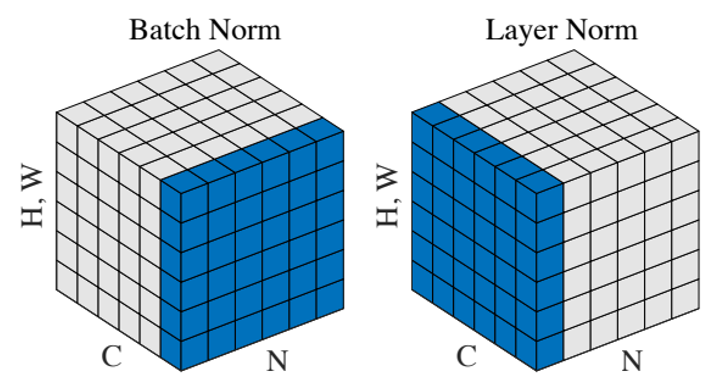 Batch Norm
H, W
C
N
Layer Norm
H, W
C
N